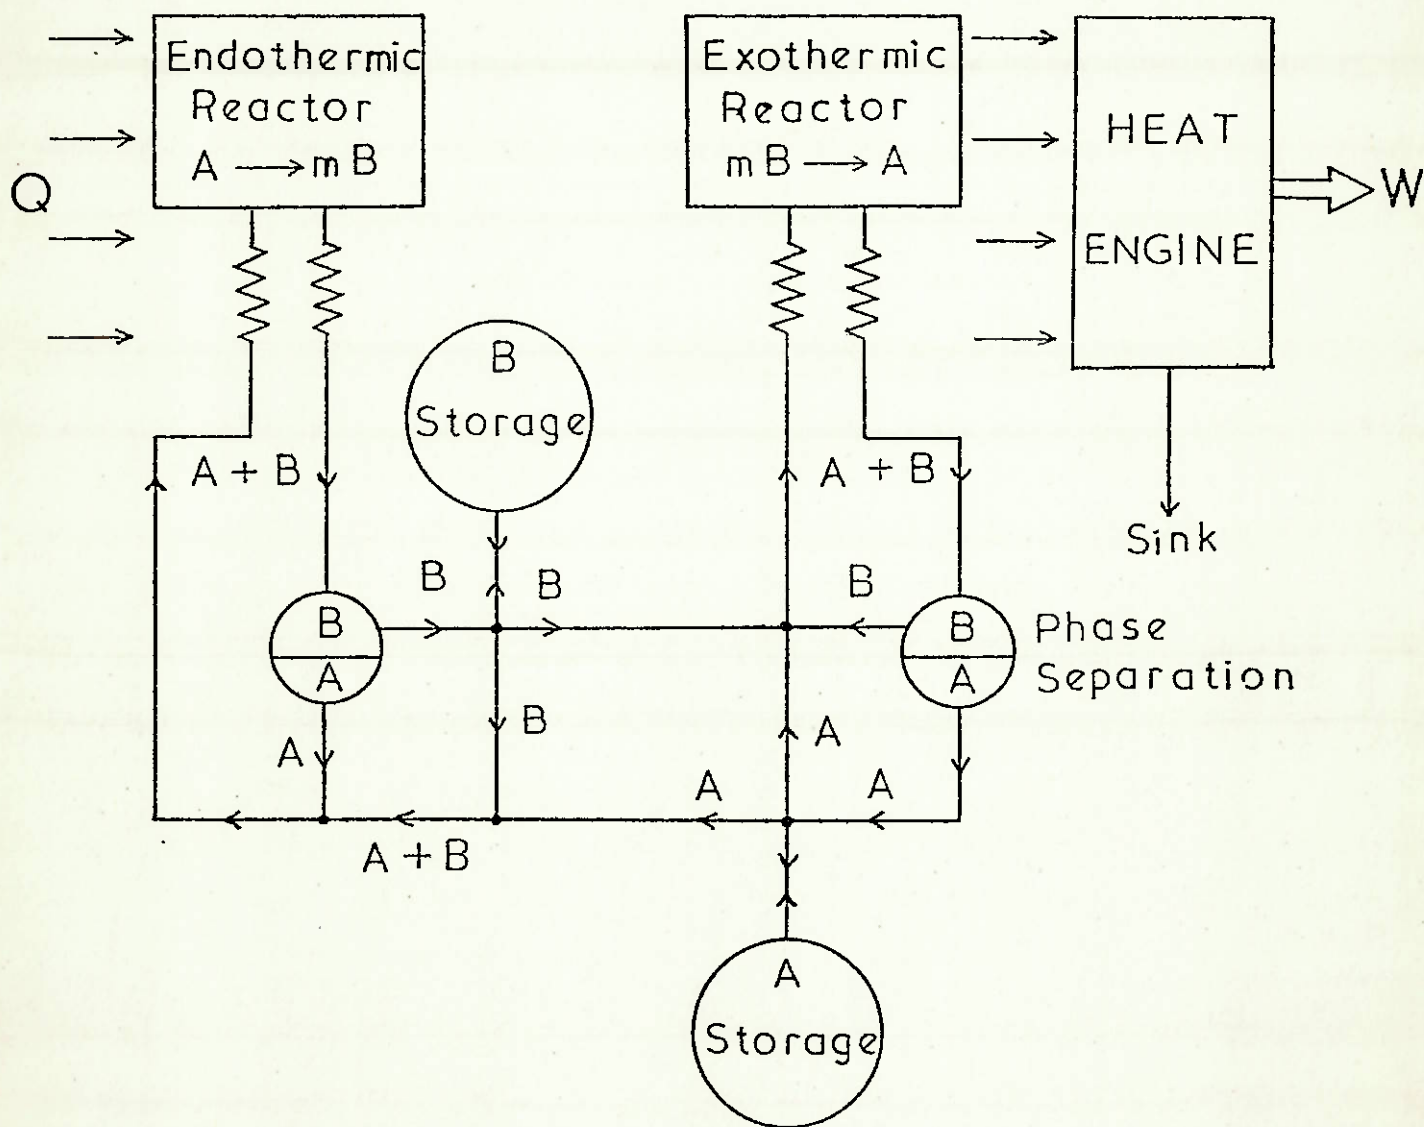 Endothermic
Reactor
A → mB
Exothermic
Reactor
mB → A
HEAT
ENGINE
Q
W
B
Storage
A + B
A + B
Sink
B
B
B
B
A
B
A
Phase
Separation
B
A
A
A
A
A + B
A
Storage